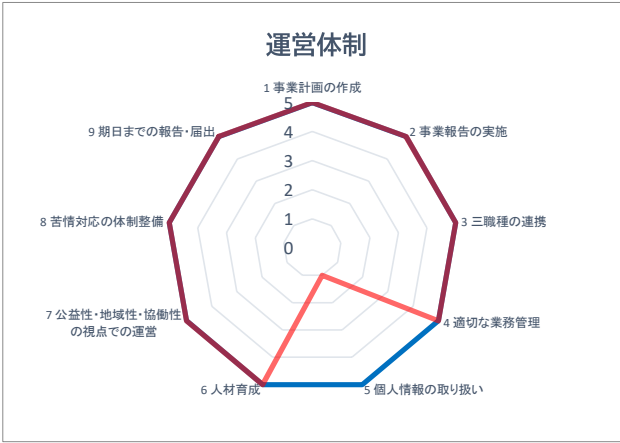 運営体制
1 事業計画の作成
5
4
3
2
1
0
2 事業報告の実施
3 三職種の連携
4 適切な業務管理
5 個人情報の取り扱い
6 人材育成
7 公益性・地域性・協働性
の視点での運営
8 苦情対応の体制整備
9 期日までの報告・届出